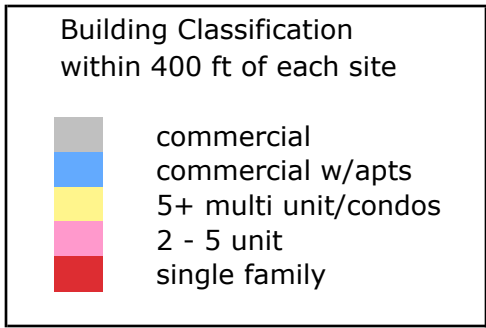 Building Classification
within 400 ft of each site
commercial
commercial w/apts
5+ multi unit/condos
2 - 5 unit
single family